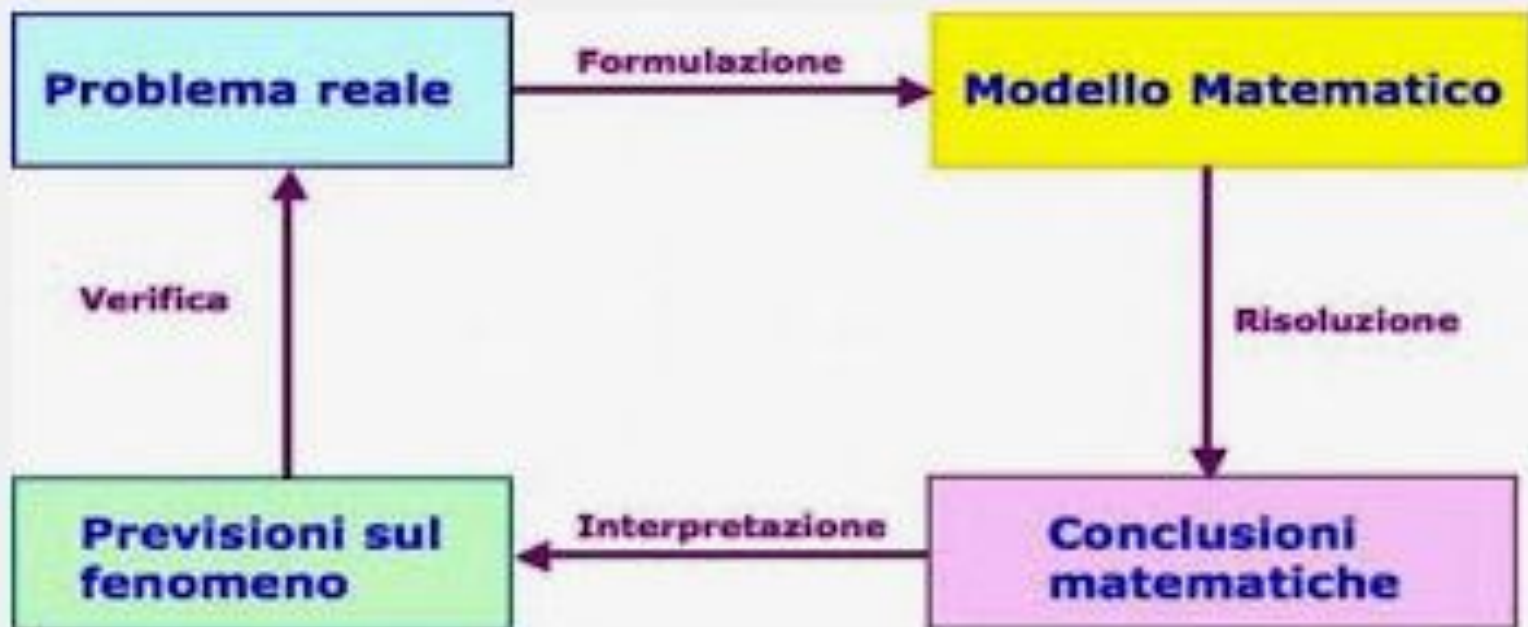 Problema reale
Formulazione
Modello Matematico
Verifica
Risoluzione
Previsioni sul
fenomeno
Interpretazione
Conclusioni
matematiche